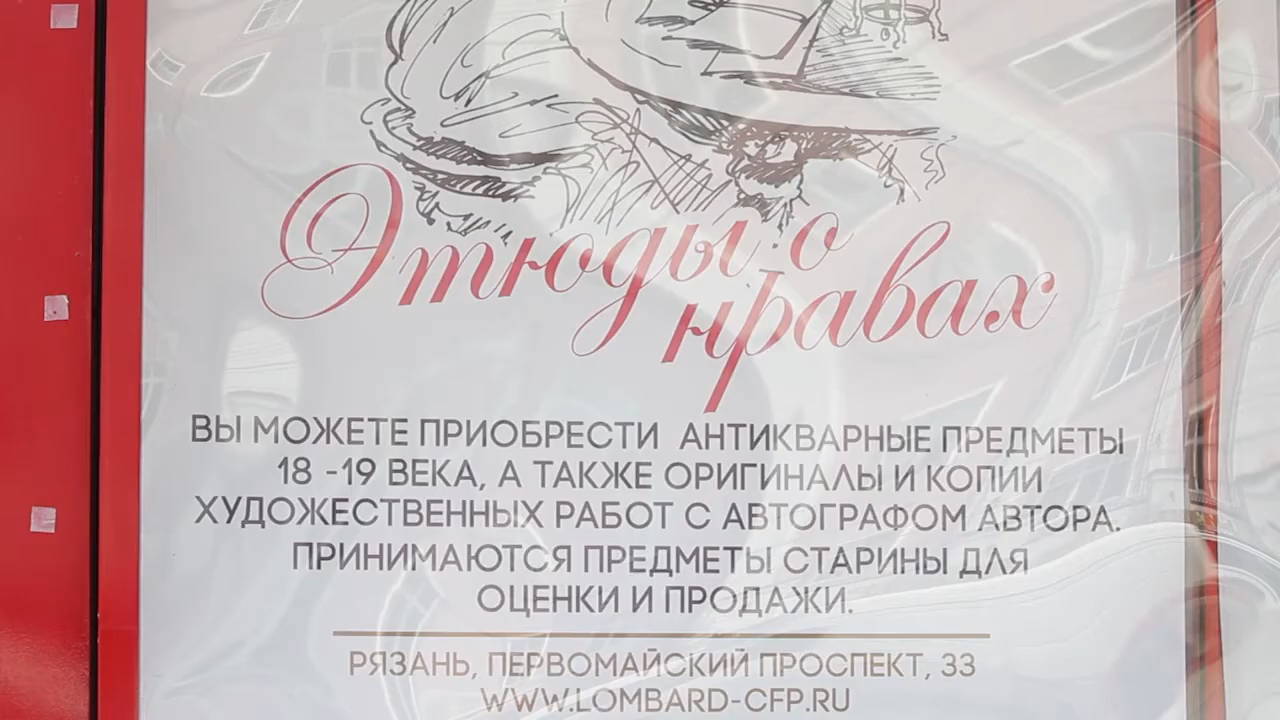 Этюды о
нравах
ВЫ МОЖЕТЕ ПРИОБРЕСТИ АНТИКВАРНЫЕ ПРЕДМЕТЫ
18 -19 ВЕКА, А ТАКЖЕ ОРИГИНАЛЫ И КОПИИ
ХУДОЖЕСТВЕННЫХ РАБОТ С АВТОГРАФОМ АВТОРА.
ПРИНИМАЮТСЯ ПРЕДМЕТЫ СТАРИНЫ ДЛЯ
ОЦЕНКИ И ПРОДАЖИ.
РЯЗАНЬ, ПЕРВОМАЙСКИЙ ПРОСПЕКТ, 33
WWW.LOMBARD-CFP.RU